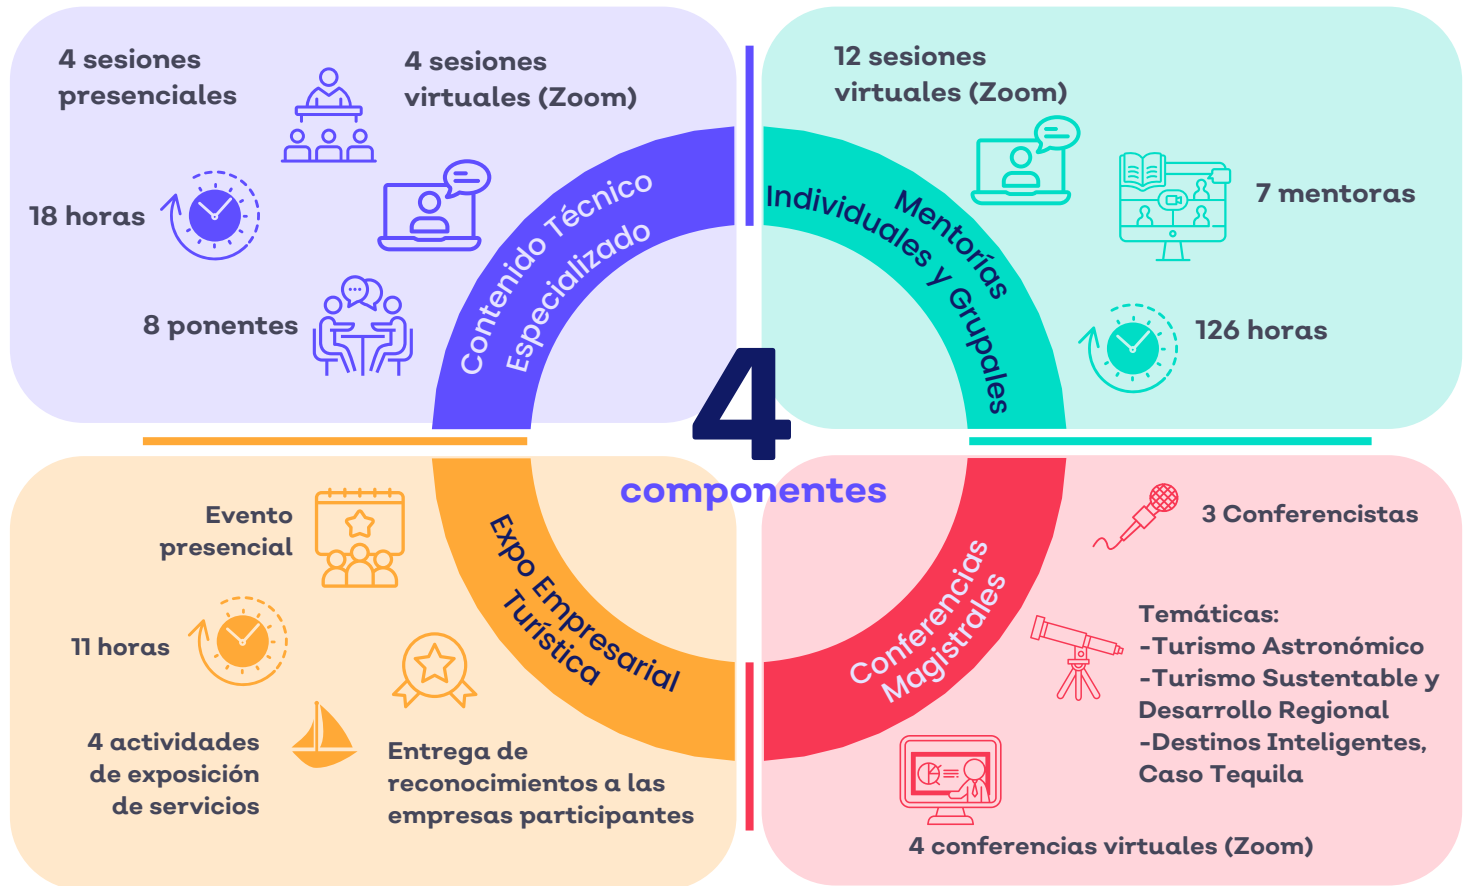 4 sesiones
presenciales
4 sesiones
virtuales (Zoom)
18 horas
8 ponentes
Contenido Técnico
Especializado
12 sesiones
virtuales (Zoom)
7 mentoras
126 horas
Mentorías
Individuales y Grupales
4
componentes
Evento
presencial
11 horas
4 actividades
de exposición
de servicios
Entrega de
reconocimientos a las
empresas participantes
Expo Empresarial
Turística
Conferencias
Magistrales
3 Conferencistas
Temáticas:
-Turismo Astronómico
-Turismo Sustentable y
Desarrollo Regional
-Destinos Inteligentes,
Caso Tequila
4 conferencias virtuales (Zoom)